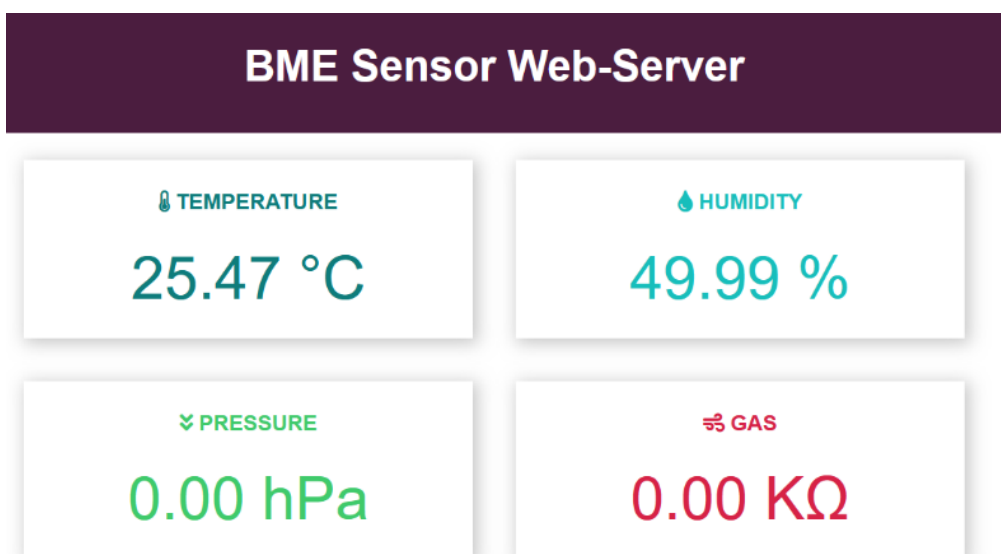 BME Sensor Web-Server
TEMPERATURE
25.47 °C
HUMIDITY
49.99 %
PRESSURE
0.00 hPa
GAS
0.00 KΩ